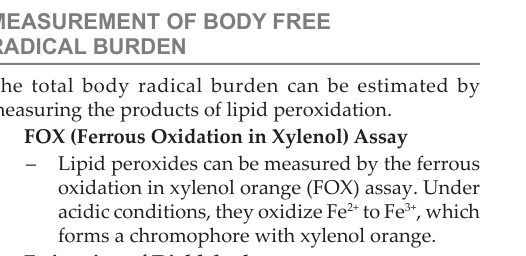 MEASUREMENT OF BODY FREE
RADICAL BURDEN
The total body radical burden can be estimated by
measuring the products of lipid peroxidation.
FOX (Ferrous Oxidation in Xylenol) Assay
– Lipid peroxides can be measured by the ferrous
oxidation in xylenol orange (FOX) assay. Under
acidic conditions, they oxidize Fe²⁺ to Fe³⁺, which
forms a chromophore with xylenol orange.